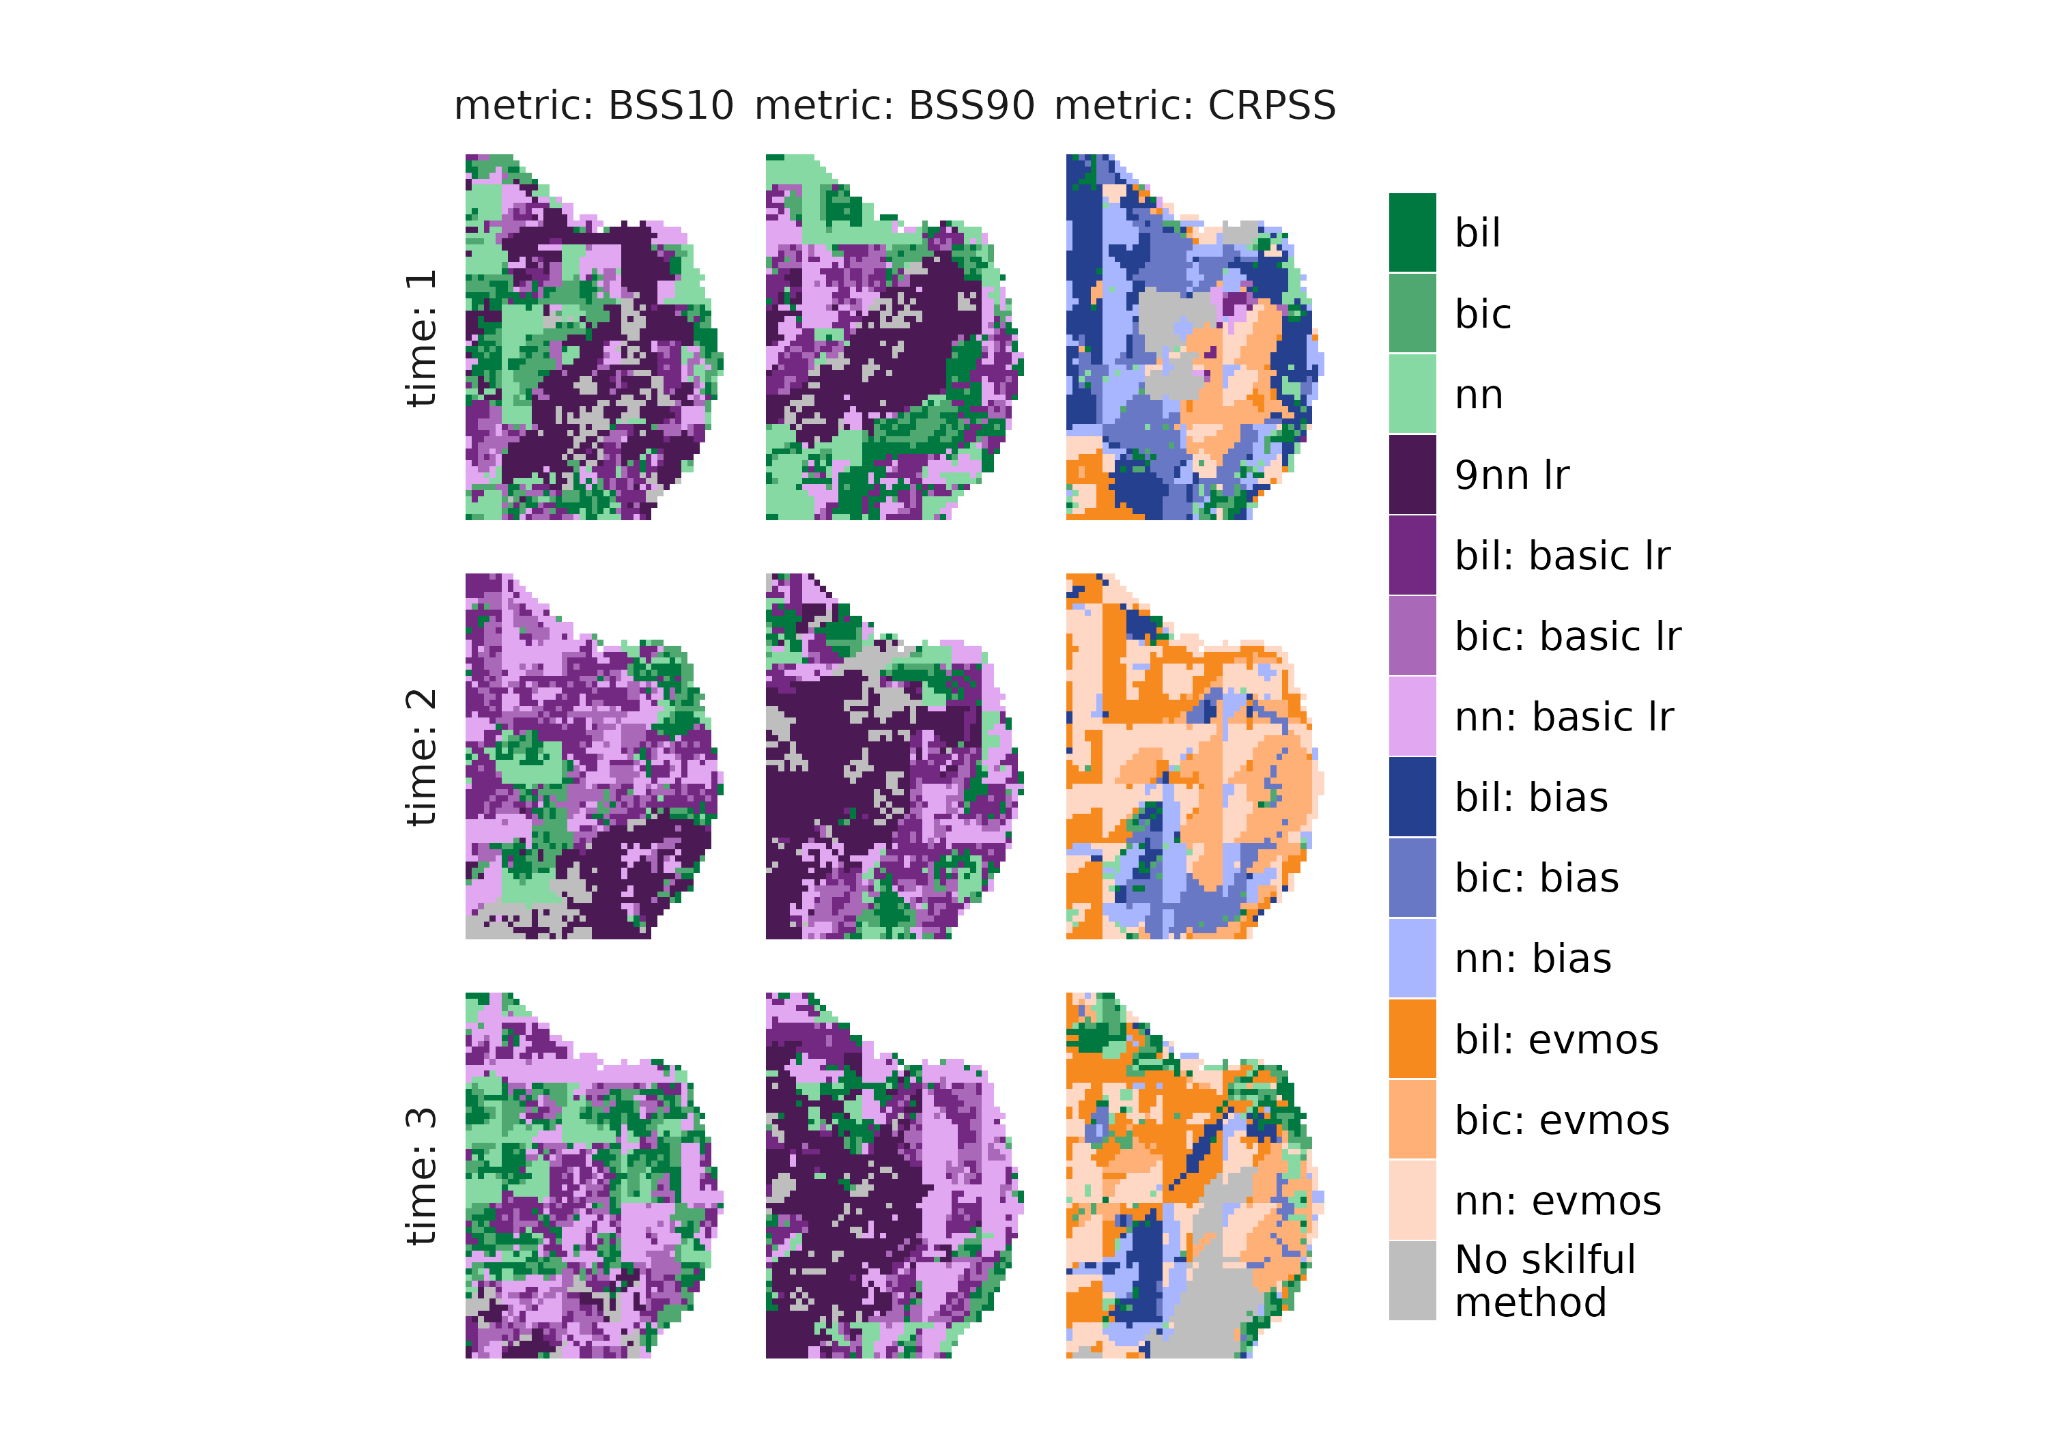 metric: BSS10
metric: BSS90
metric: CRPSS
time: 1
time: 2
time: 3
bil
bic
nn
9nn lr
bil: basic lr
bic: basic lr
nn: basic lr
bil: bias
bic: bias
nn: bias
bil: evmos
bic: evmos
nn: evmos
No skilful
method